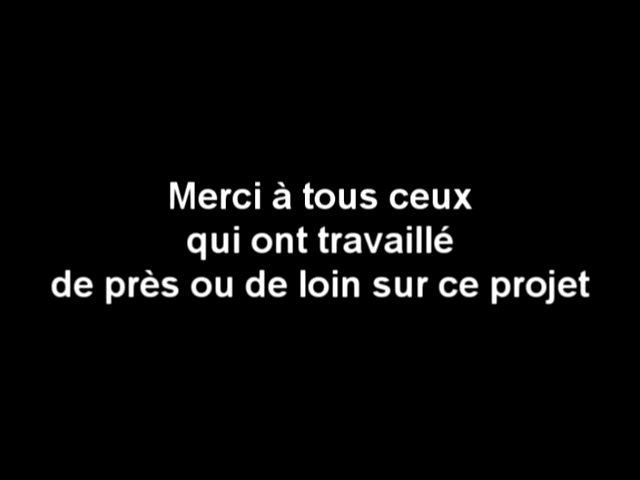 Merci à tous ceux
qui ont travaillé
de près ou de loin sur ce projet